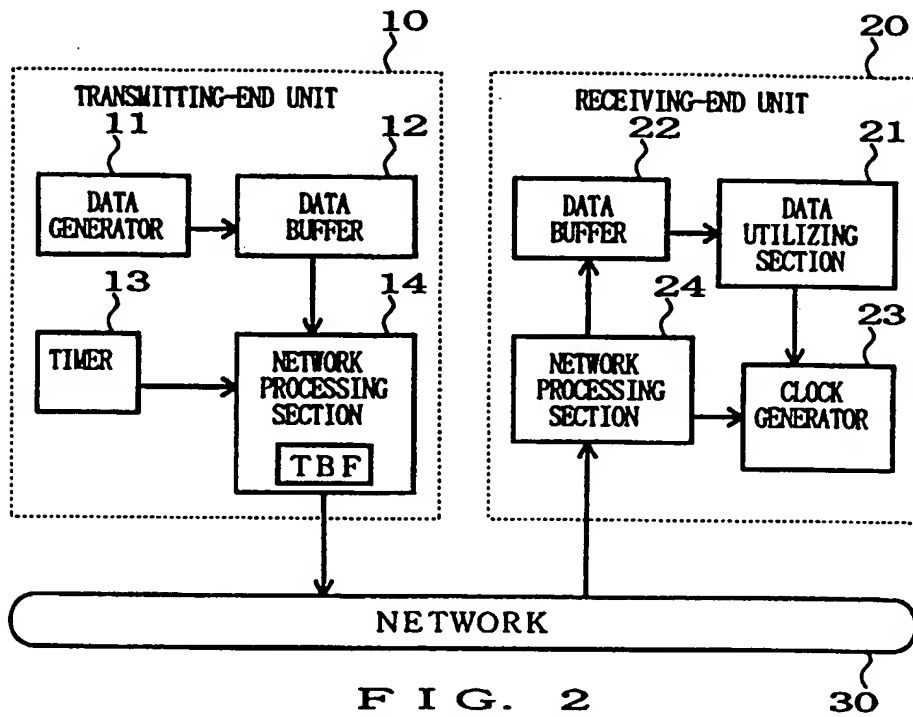 10
20
TRANSMITTING-END UNIT
RECEIVING-END UNIT
11
12
22
21
DATA
GENERATOR
DATA
BUFFER
DATA
BUFFER
DATA
UTILIZING
SECTION
13
14
24
23
TIMER
NETWORK
PROCESSING
SECTION
TBF
NETWORK
PROCESSING
SECTION
CLOCK
GENERATOR
NETWORK
30
FIG. 2